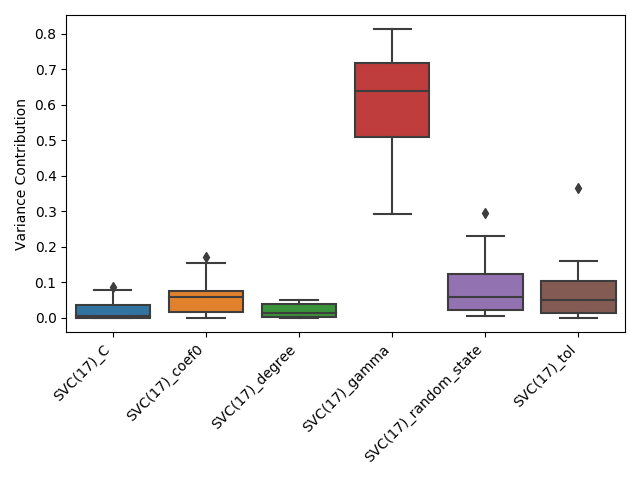 Variance Contribution
0.8
0.7
0.6
0.5
0.4
0.3
0.2
0.1
0.0
SVC(17)_C
SVC(17)_coef0
SVC(17)_degree
SVC(17)_gamma
SVC(17)_random_state
SVC(17)_tol